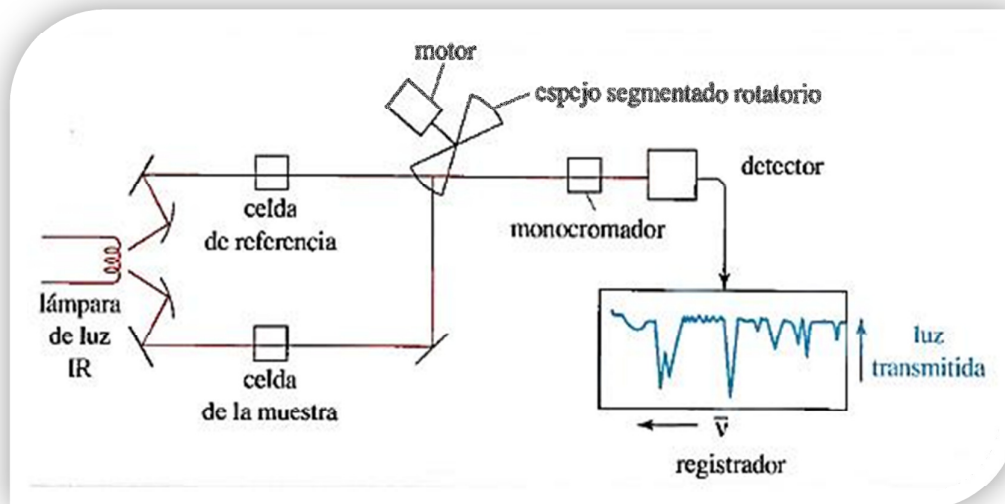 motor
espejo segmentado rotatorio
detector
celda
de referencia
monocromador
lámpara
de luz
IR
luz
transmitida
celda
de la muestra
v̅
registrador